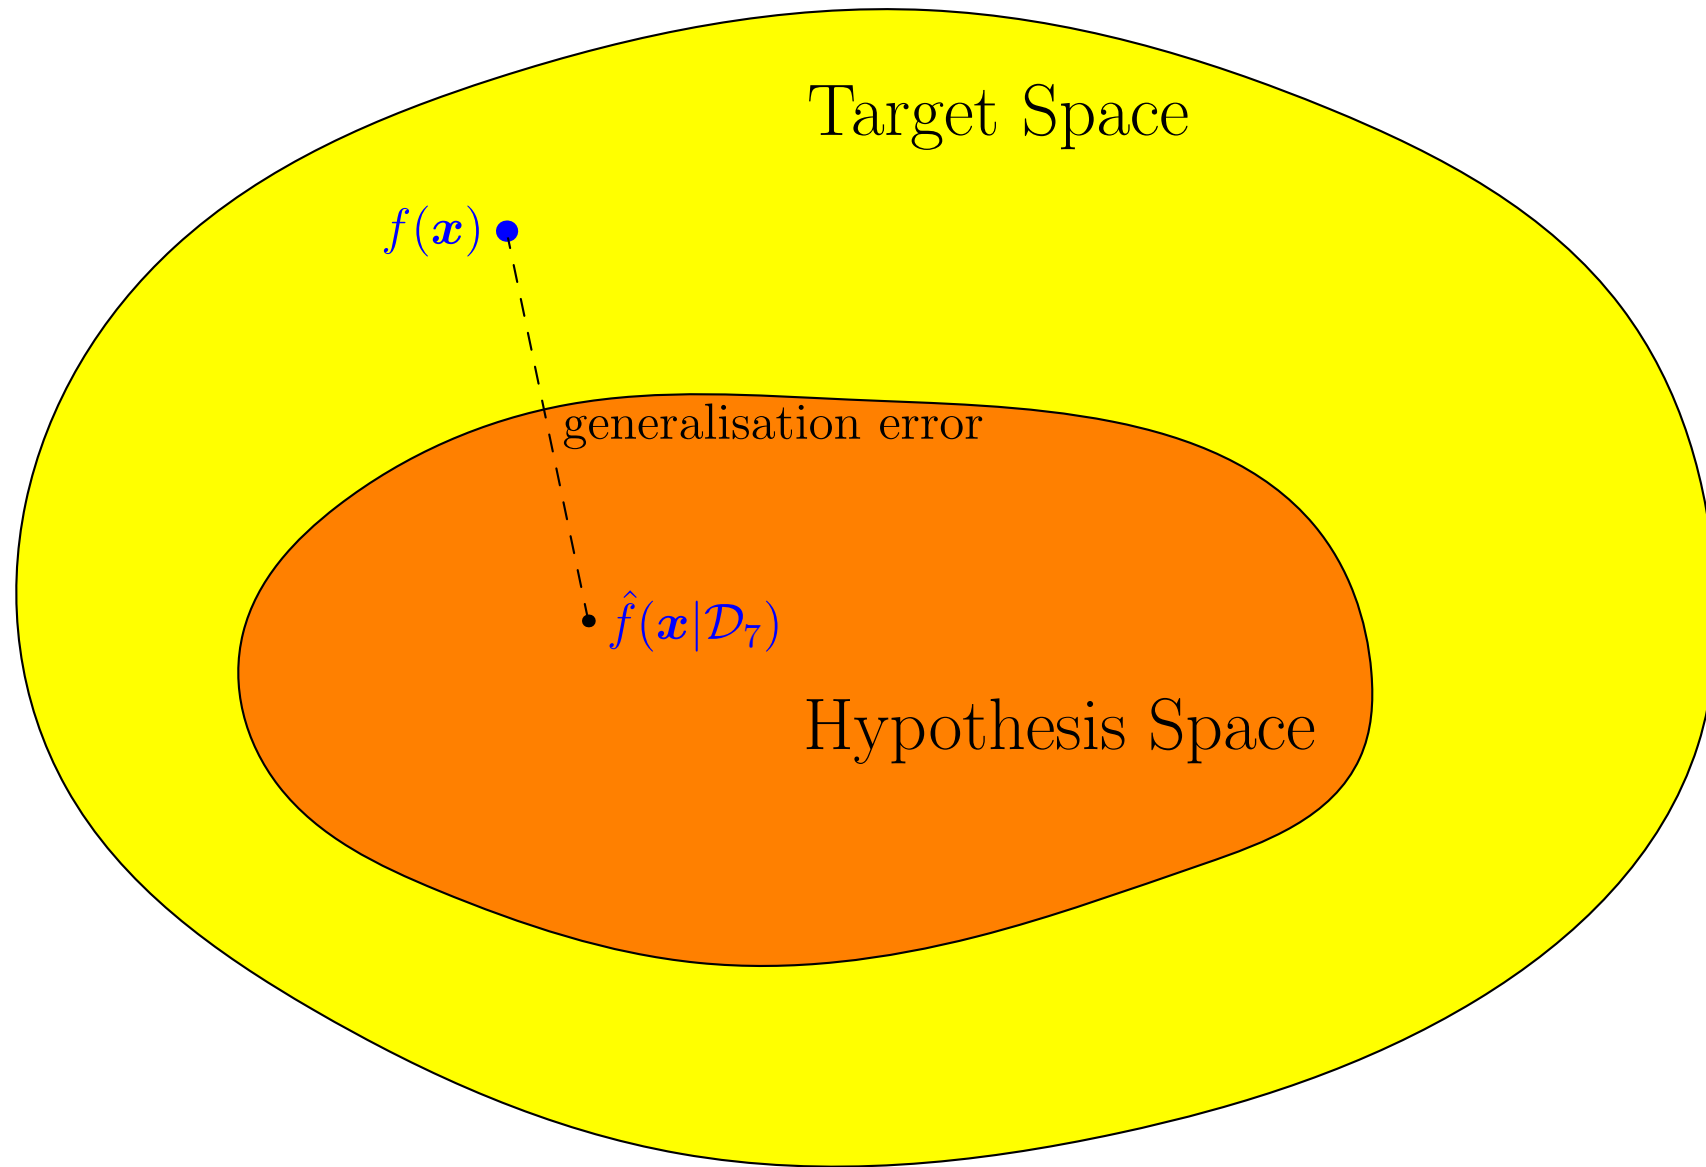 Target Space
f(x)
generalisation error
f̂(x|𝒟₇)
Hypothesis Space